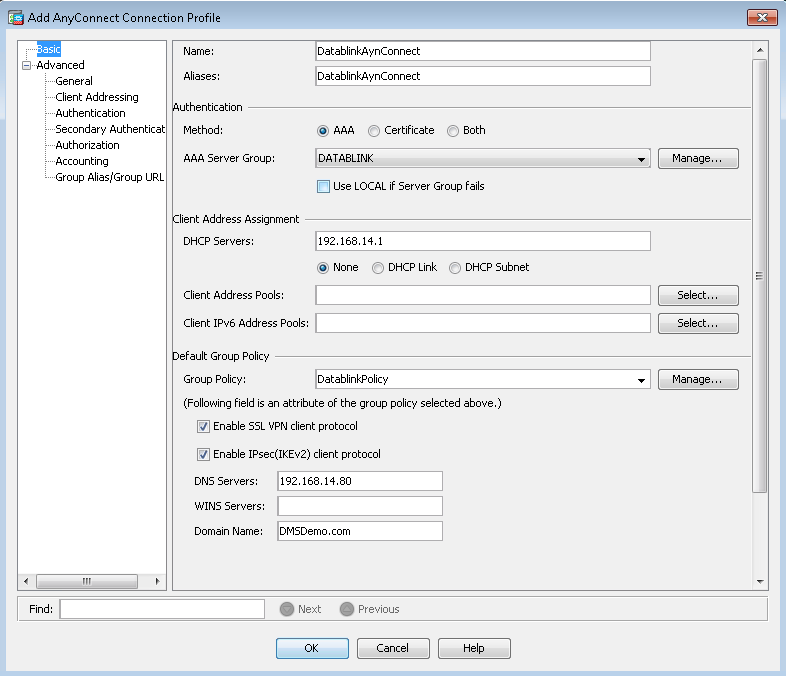 Add AnyConnect Connection Profile
Basic
Advanced
General
Client Addressing
Authentication
Secondary Authenticat
Authorization
Accounting
Group Alias/Group URL
Name: DatablinkAynConnect
Aliases: DatablinkAynConnect
Authentication
Method: AAA Certificate Both
AAA Server Group: DATABLINK Manage...
Use LOCAL if Server Group fails
Client Address Assignment
DHCP Servers: 192.168.14.1
None DHCP Link DHCP Subnet
Client Address Pools: Select...
Client IPv6 Address Pools: Select...
Default Group Policy
Group Policy: DatablinkPolicy Manage...
(Following field is an attribute of the group policy selected above.)
Enable SSL VPN client protocol
Enable IPsec(IKEv2) client protocol
DNS Servers: 192.168.14.80
WINS Servers:
Domain Name: DMSDemo.com
Find: Next Previous
OK Cancel Help